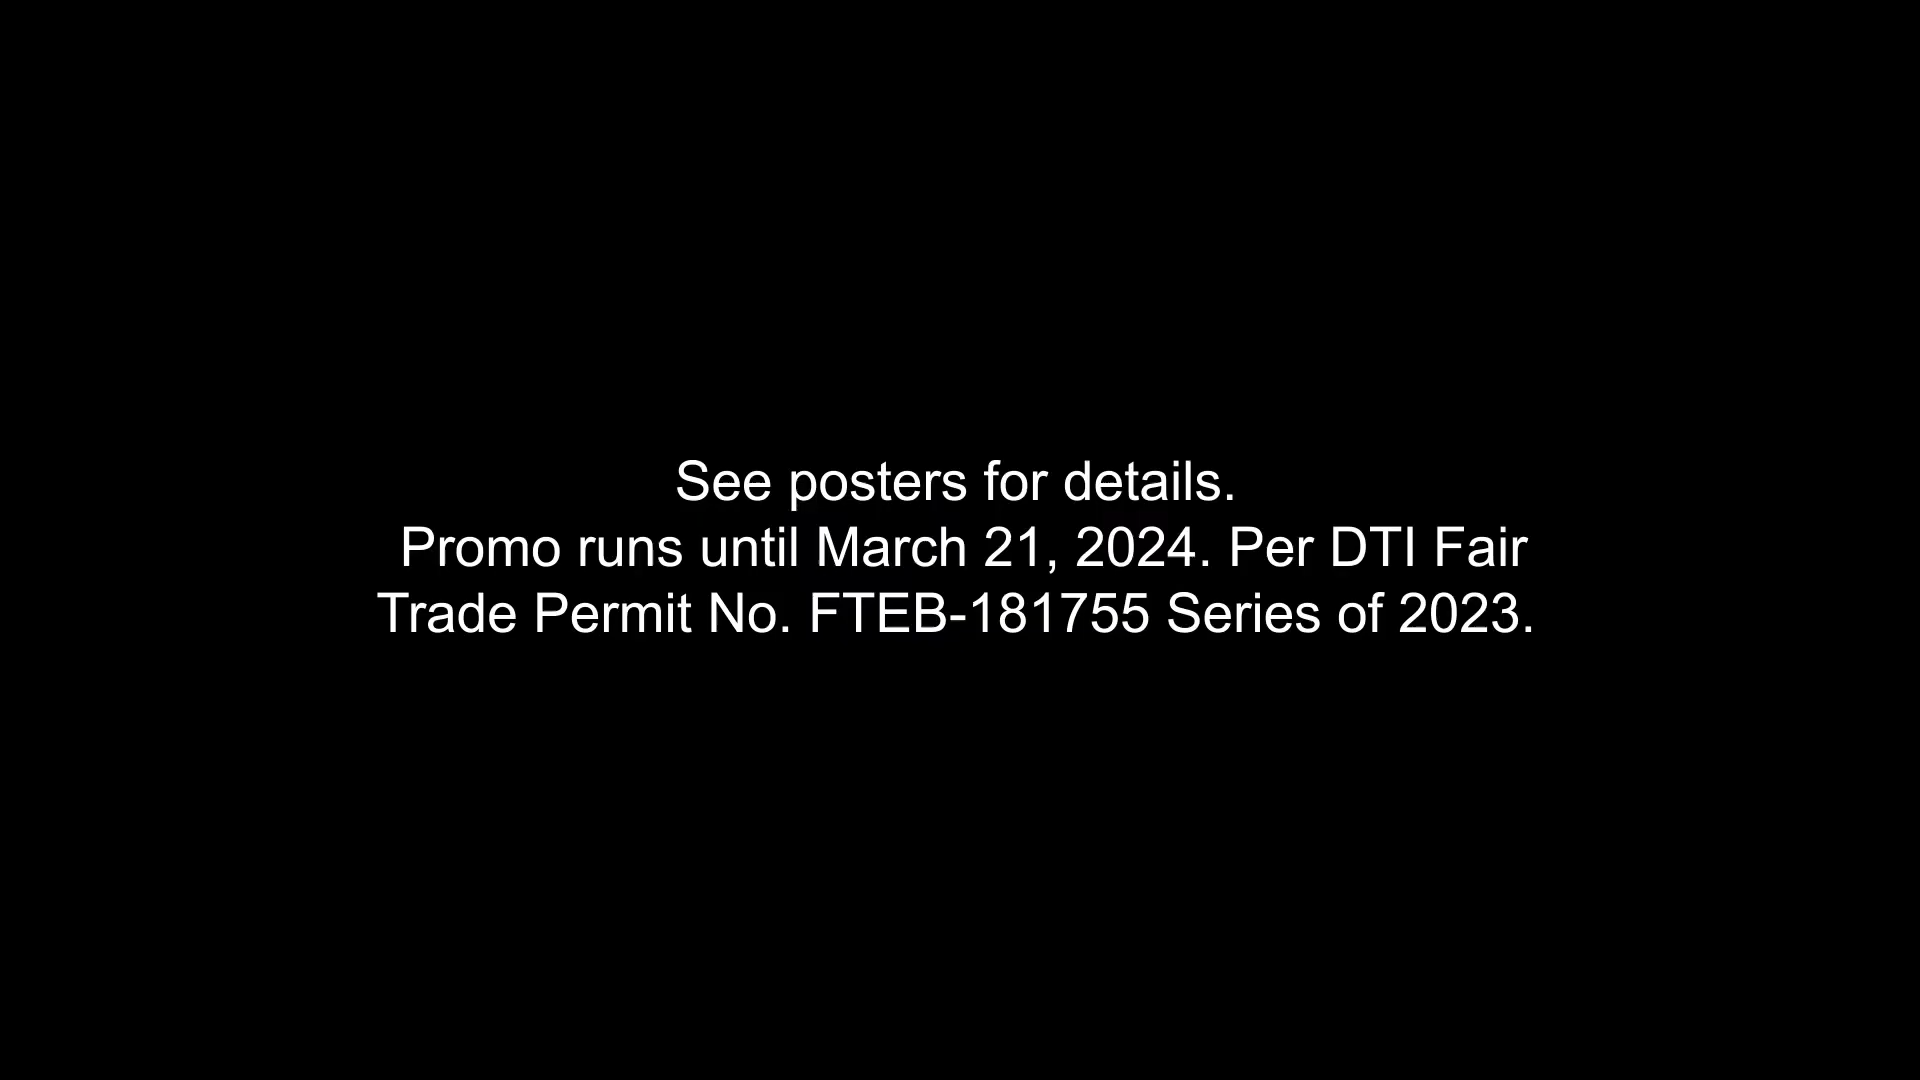 See posters for details.
Promo runs until March 21, 2024. Per DTI Fair
Trade Permit No. FTEB-181755 Series of 2023.